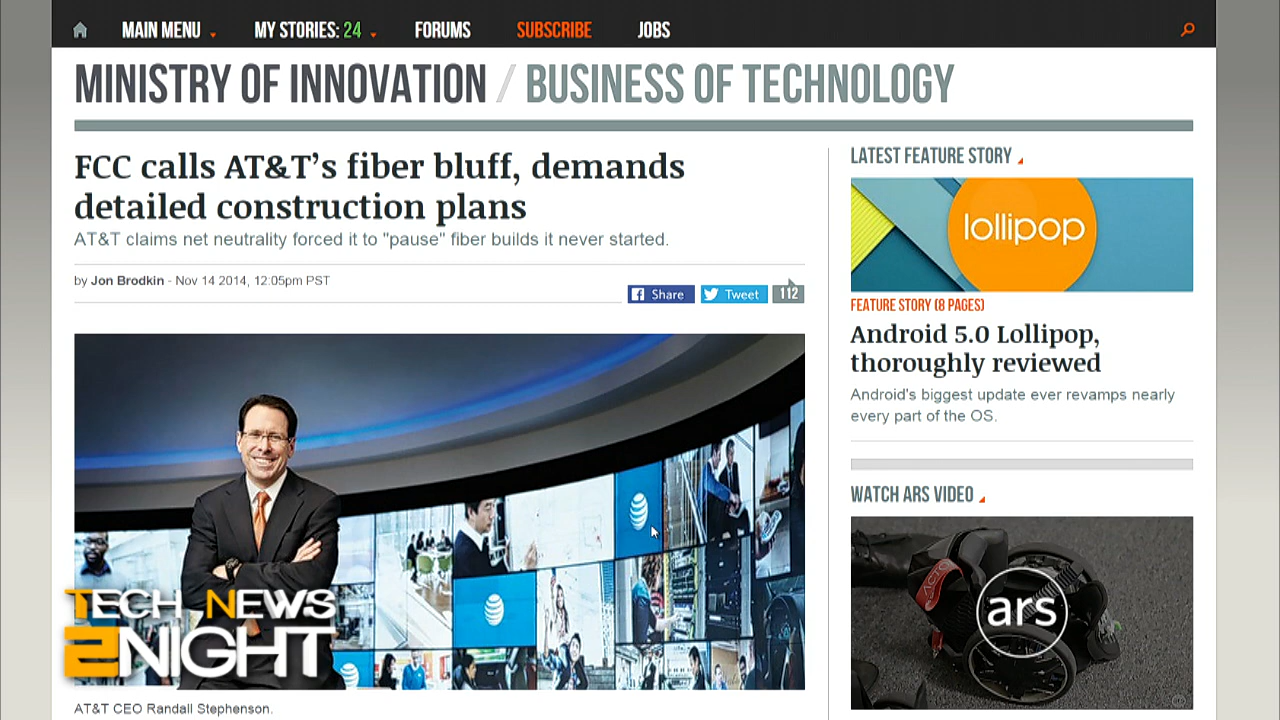 MAIN MENU
MY STORIES: 24
FORUMS
SUBSCRIBE
JOBS
MINISTRY OF INNOVATION / BUSINESS OF TECHNOLOGY
FCC calls AT&T’s fiber bluff, demands
detailed construction plans
AT&T claims net neutrality forced it to "pause" fiber builds it never started.
by Jon Brodkin - Nov 14 2014, 12:05pm PST
Share
Tweet
112
AT&T CEO Randall Stephenson.
LATEST FEATURE STORY
lollipop
FEATURE STORY (8 PAGES)
Android 5.0 Lollipop,
thoroughly reviewed
Android's biggest update ever revamps nearly
every part of the OS.
WATCH ARS VIDEO
ars
TECH NEWS
2NIGHT